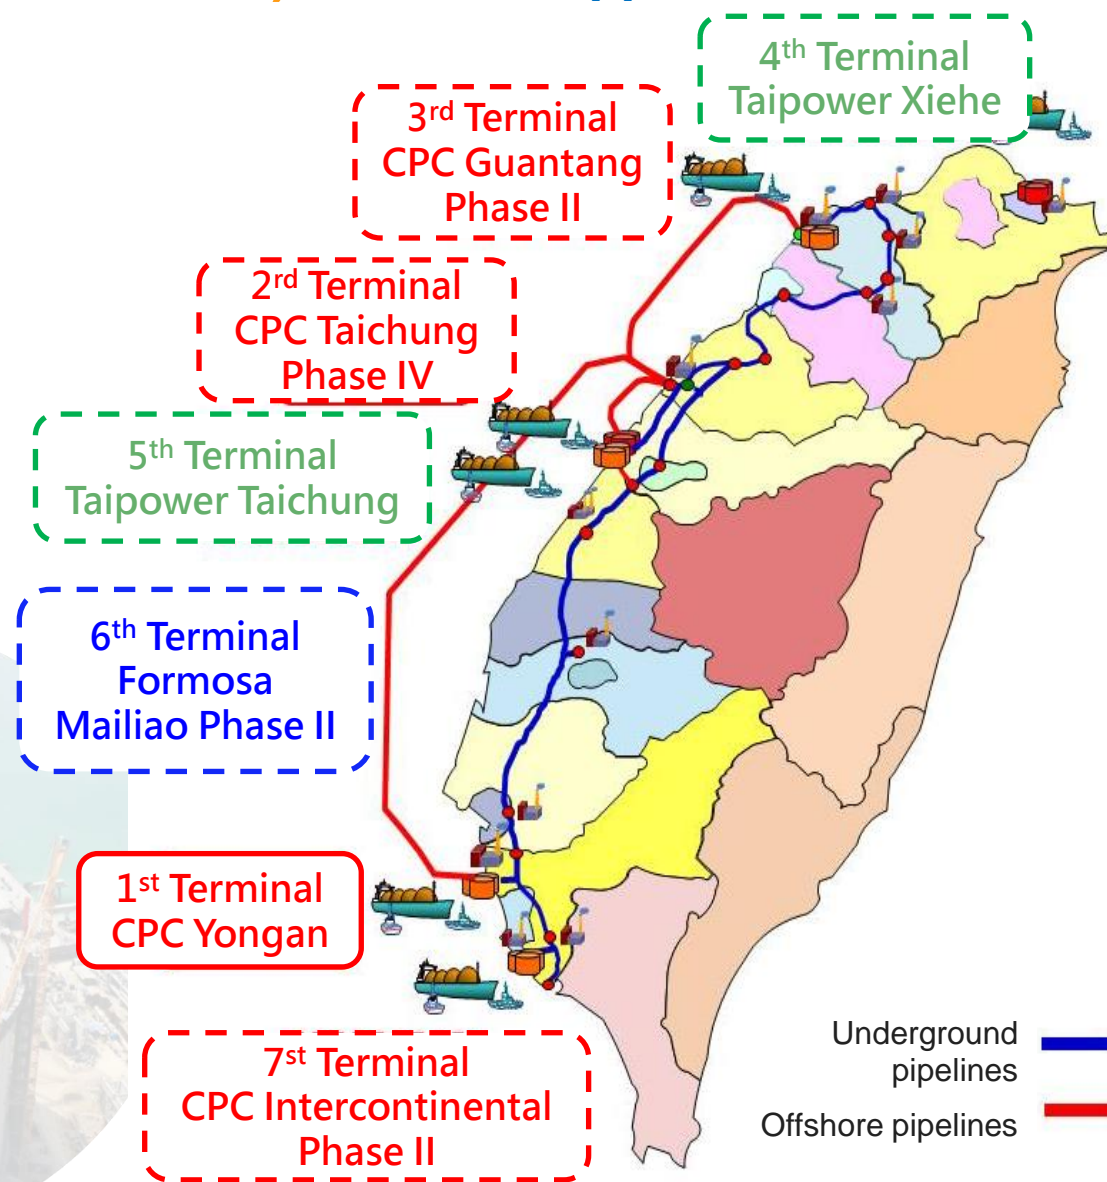 4th Terminal
Taipower Xiehe
3rd Terminal
CPC Guantang
Phase II
2rd Terminal
CPC Taichung
Phase IV
5th Terminal
Taipower Taichung
6th Terminal
Formosa
Mailiao Phase II
1st Terminal
CPC Yongan
7st Terminal
CPC Intercontinental
Phase II
Underground
pipelines
Offshore pipelines